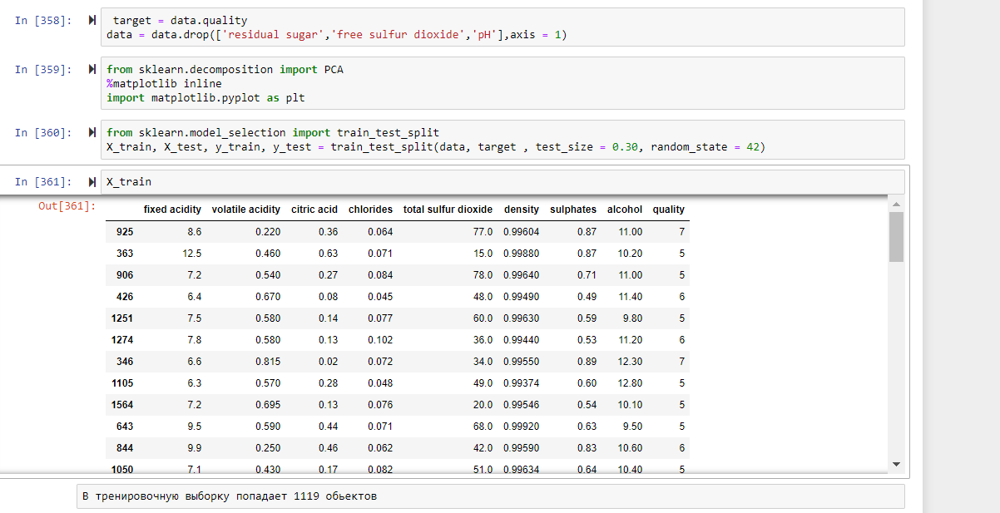 In [358]:
target = data.quality
data = data.drop(['residual sugar','free sulfur dioxide','pH'],axis = 1)
In [359]:
from sklearn.decomposition import PCA
%matplotlib inline
import matplotlib.pyplot as plt
In [360]:
from sklearn.model_selection import train_test_split
X_train, X_test, y_train, y_test = train_test_split(data, target , test_size = 0.30, random_state = 42)
In [361]:
X_train
Out[361]:
fixed acidity volatile acidity citric acid chlorides total sulfur dioxide density sulphates alcohol quality
925 8.6 0.220 0.36 0.064 77.0 0.99604 0.87 11.00 7
363 12.5 0.460 0.63 0.071 15.0 0.99880 0.87 10.20 5
906 7.2 0.540 0.27 0.084 78.0 0.99640 0.71 11.00 5
426 6.4 0.670 0.08 0.045 48.0 0.99490 0.49 11.40 6
1251 7.5 0.580 0.14 0.077 60.0 0.99630 0.59 9.80 5
1274 7.8 0.580 0.13 0.102 36.0 0.99440 0.53 11.20 6
346 6.6 0.815 0.02 0.072 34.0 0.99550 0.89 12.30 7
1105 6.3 0.570 0.28 0.048 49.0 0.99374 0.60 12.80 5
1564 7.2 0.695 0.13 0.076 20.0 0.99546 0.54 10.10 5
643 9.5 0.590 0.44 0.071 68.0 0.99920 0.63 9.50 5
844 9.9 0.250 0.46 0.062 42.0 0.99590 0.83 10.60 6
1050 7.1 0.430 0.17 0.082 51.0 0.99634 0.64 10.40 5
В тренировочную выборку попадает 1119 обьектов